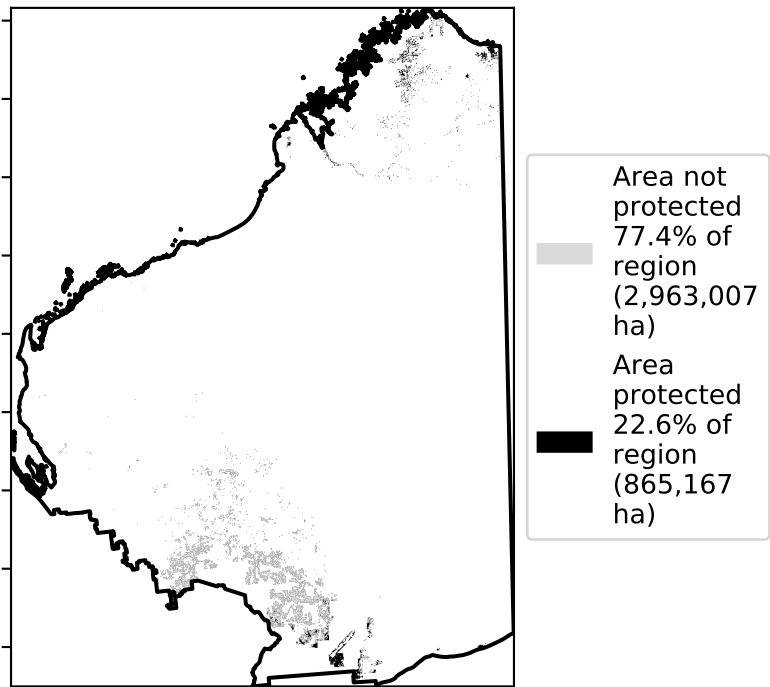 Area not
protected
77.4% of
region
(2,963,007
ha)
Area
protected
22.6% of
region
(865,167
ha)